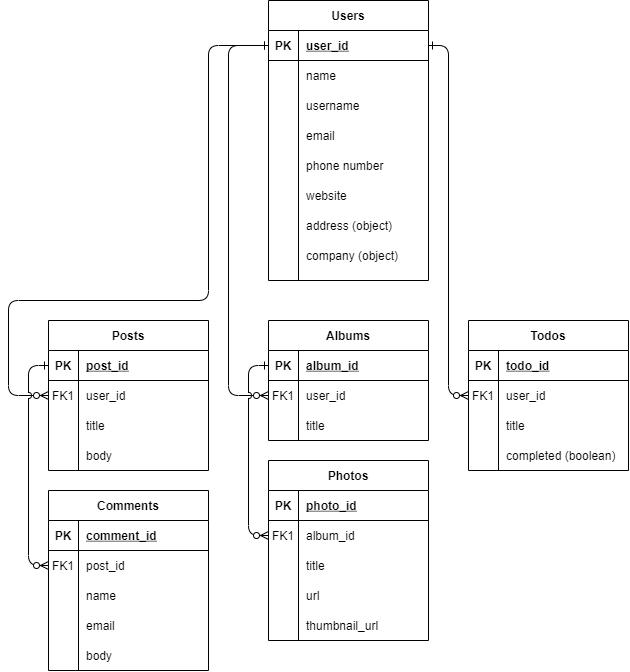 Users
PK user_id
name
username
email
phone number
website
address (object)
company (object)
Posts
PK post_id
FK1 user_id
title
body
Albums
PK album_id
FK1 user_id
title
Todos
PK todo_id
FK1 user_id
title
completed (boolean)
Comments
PK comment_id
FK1 post_id
name
email
body
Photos
PK photo_id
FK1 album_id
title
url
thumbnail_url